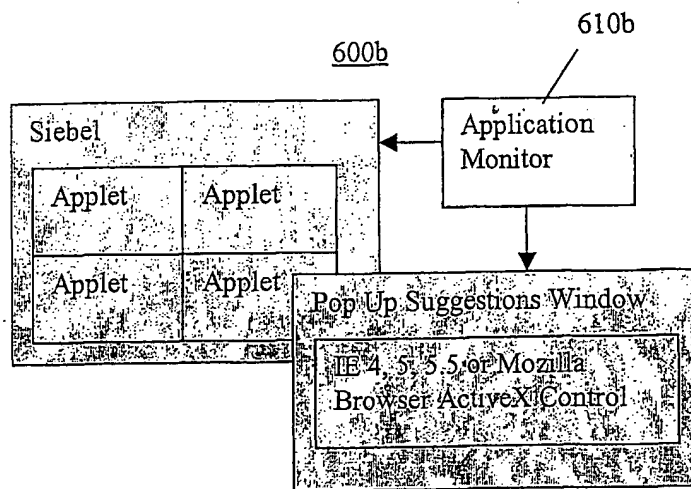 610b
600b
Siebel
Application
Monitor
Applet Applet
Applet Applet
Pop Up Suggestions Window
IE 4, 5, 5.5 or Mozilla
Browser ActiveX Control